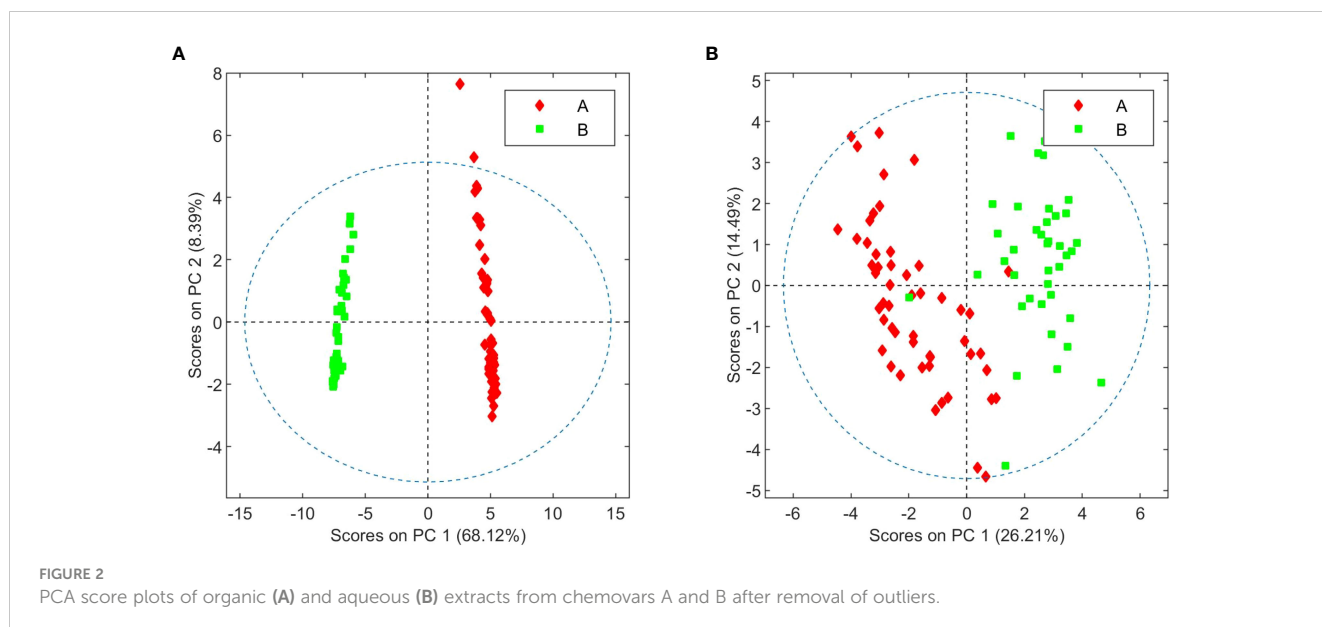 A
8
6
4
2
0
-2
-4
-15
-10
-5
0
5
10
15
Scores on PC 2 (8.39%)
Scores on PC 1 (68.12%)
A
B
B
5
4
3
2
1
0
-1
-2
-3
-4
-5
-6
-4
-2
0
2
4
6
Scores on PC 2 (14.49%)
Scores on PC 1 (26.21%)
A
B
FIGURE 2
PCA score plots of organic (A) and aqueous (B) extracts from chemovars A and B after removal of outliers.